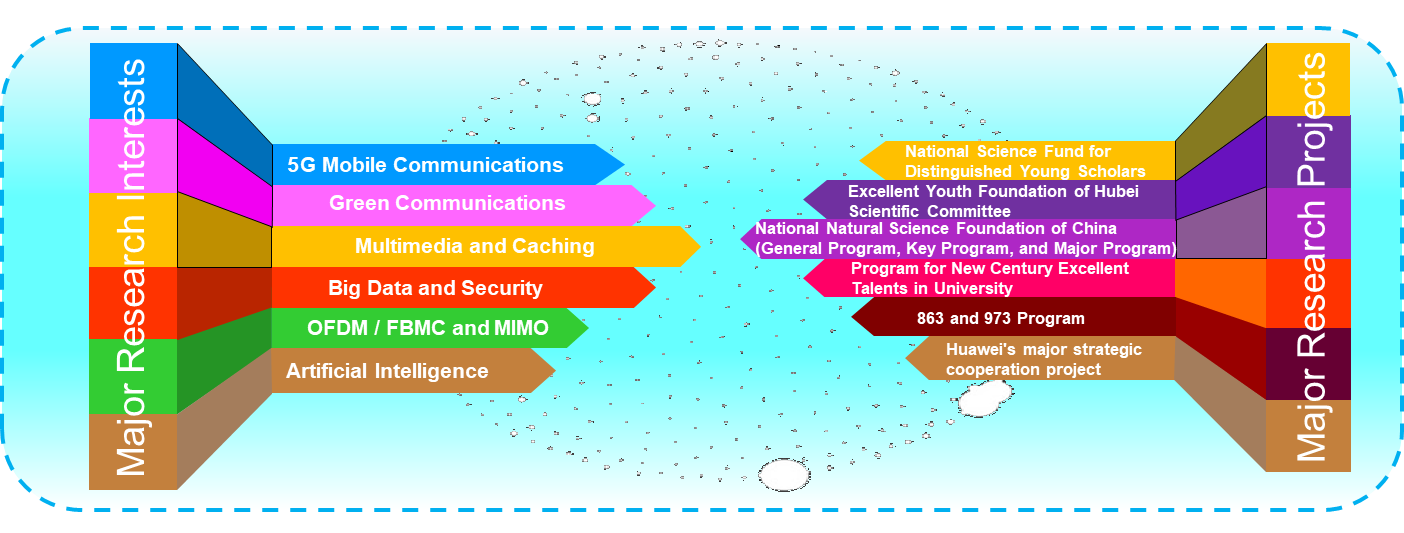 Major Research Interests
5G Mobile Communications
Green Communications
Multimedia and Caching
Big Data and Security
OFDM / FBMC and MIMO
Artificial Intelligence
National Science Fund for
Distinguished Young Scholars
Excellent Youth Foundation of Hubei
Scientific Committee
National Natural Science Foundation of China
(General Program, Key Program, and Major Program)
Program for New Century Excellent
Talents in University
863 and 973 Program
Huawei's major strategic
cooperation project
Major Research Projects